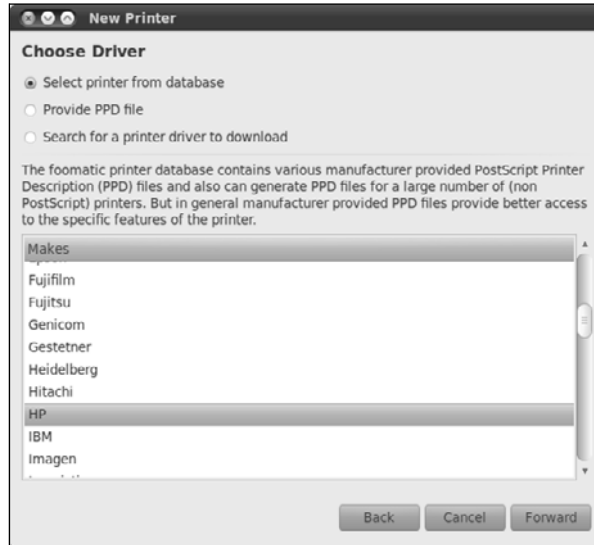 New Printer
Choose Driver
Select printer from database
Provide PPD file
Search for a printer driver to download
The foomatic printer database contains various manufacturer provided PostScript Printer
Description (PPD) files and also can generate PPD files for a large number of (non
PostScript) printers. But in general manufacturer provided PPD files provide better access
to the specific features of the printer.
Makes
Fujifilm
Fujitsu
Genicom
Gestetner
Heidelberg
Hitachi
HP
IBM
Imagen
Back
Cancel
Forward